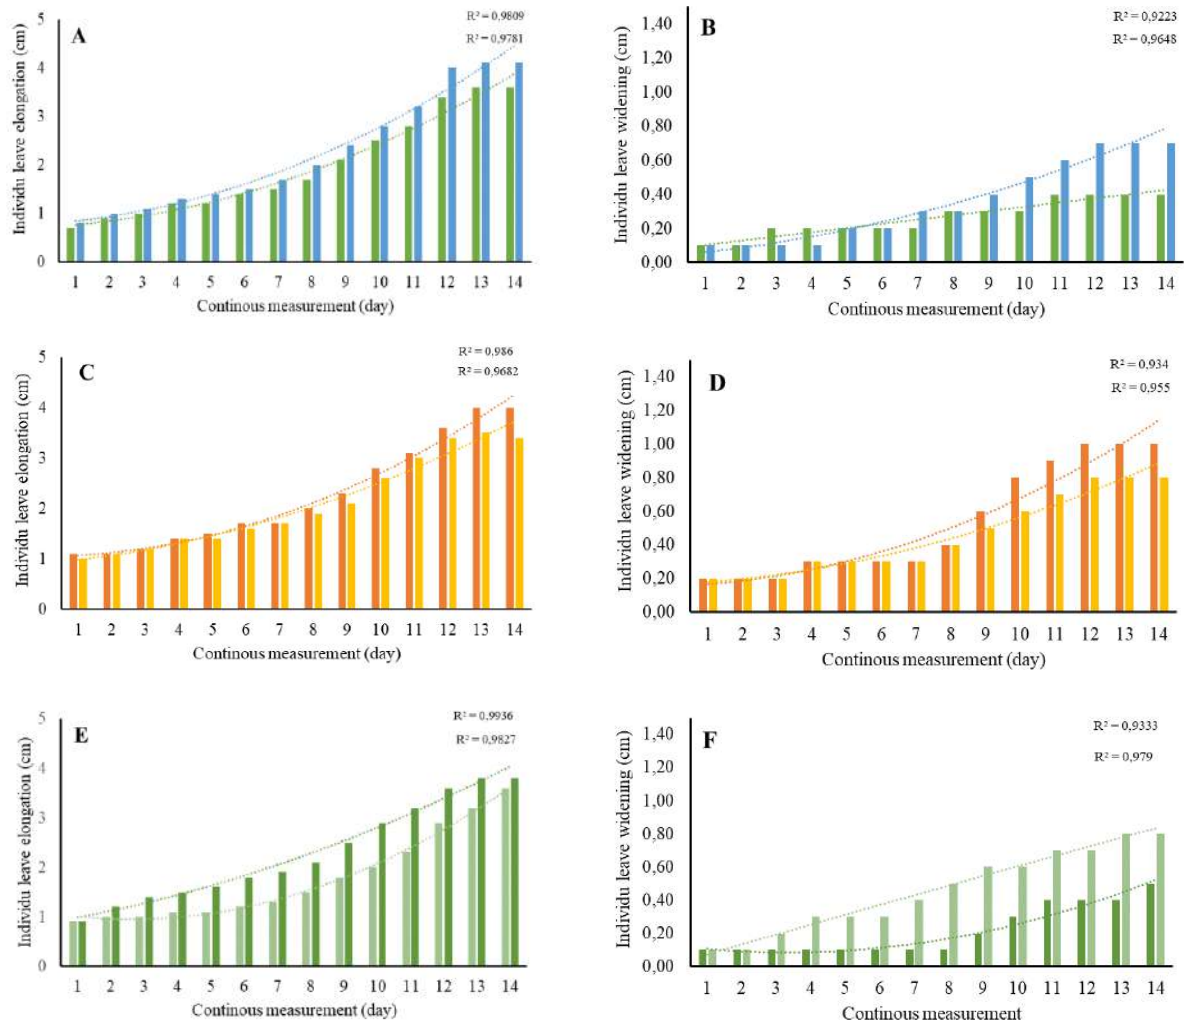 R² = 0,9809
R² = 0,9781
A
Individu leave elongation (cm)
5
4
3
2
1
0
1 2 3 4 5 6 7 8 9 10 11 12 13 14
Continous measurement (day)
R² = 0,9223
R² = 0,9648
B
Individu leave widening (cm)
1,40
1,20
1,00
0,80
0,60
0,40
0,20
0,00
1 2 3 4 5 6 7 8 9 10 11 12 13 14
Continous measurement (day)
R² = 0,986
R² = 0,9682
C
Individu leave elongation (cm)
5
4
3
2
1
0
1 2 3 4 5 6 7 8 9 10 11 12 13 14
Continous measurement (day)
R² = 0,934
R² = 0,955
D
Individu leave widening (cm)
1,40
1,20
1,00
0,80
0,60
0,40
0,20
0,00
1 2 3 4 5 6 7 8 9 10 11 12 13 14
Continous measurement (day)
R² = 0,9936
R² = 0,9827
E
Individu leave elongation (cm)
5
4
3
2
1
0
1 2 3 4 5 6 7 8 9 10 11 12 13 14
Continous measurement (day)
R² = 0,9333
R² = 0,979
F
Individu leave widening (cm)
1,40
1,20
1,00
0,80
0,60
0,40
0,20
0,00
1 2 3 4 5 6 7 8 9 10 11 12 13 14
Continous measurement